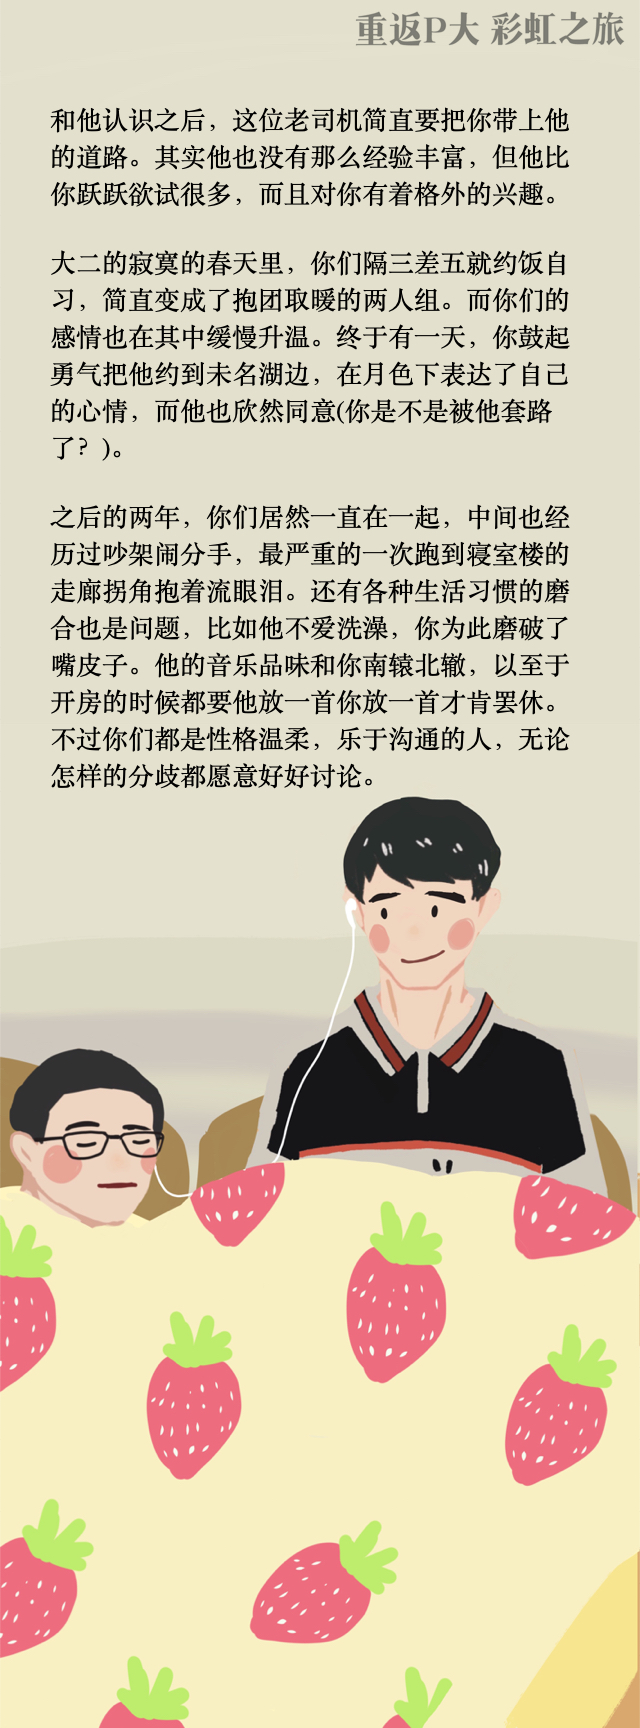 重返P大 彩虹之旅
和他认识之后，这位老司机简直要把你带上他
的道路。其实他也没有那么经验丰富，但他比
你跃跃欲试很多，而且对你有着格外的兴趣。
大二的寂寞的春天里，你们隔三差五就约饭自
习，简直变成了抱团取暖的两人组。而你们的
感情也在其中缓慢升温。终于有一天，你鼓起
勇气把他约到未名湖边，在月色下表达了自己
的心情，而他也欣然同意(你是不是被他套路
了？)。
之后的两年，你们居然一直在一起，中间也经
历过吵架闹分手，最严重的一次跑到寝室楼的
走廊拐角抱着流眼泪。还有各种生活习惯的磨
合也是问题，比如他不爱洗澡，你为此磨破了
嘴皮子。他的音乐品味和你南辕北辙，以至于
开房的时候都要他放一首你放一首才肯罢休。
不过你们都是性格温柔，乐于沟通的人，无论
怎样的分歧都愿意好好讨论。